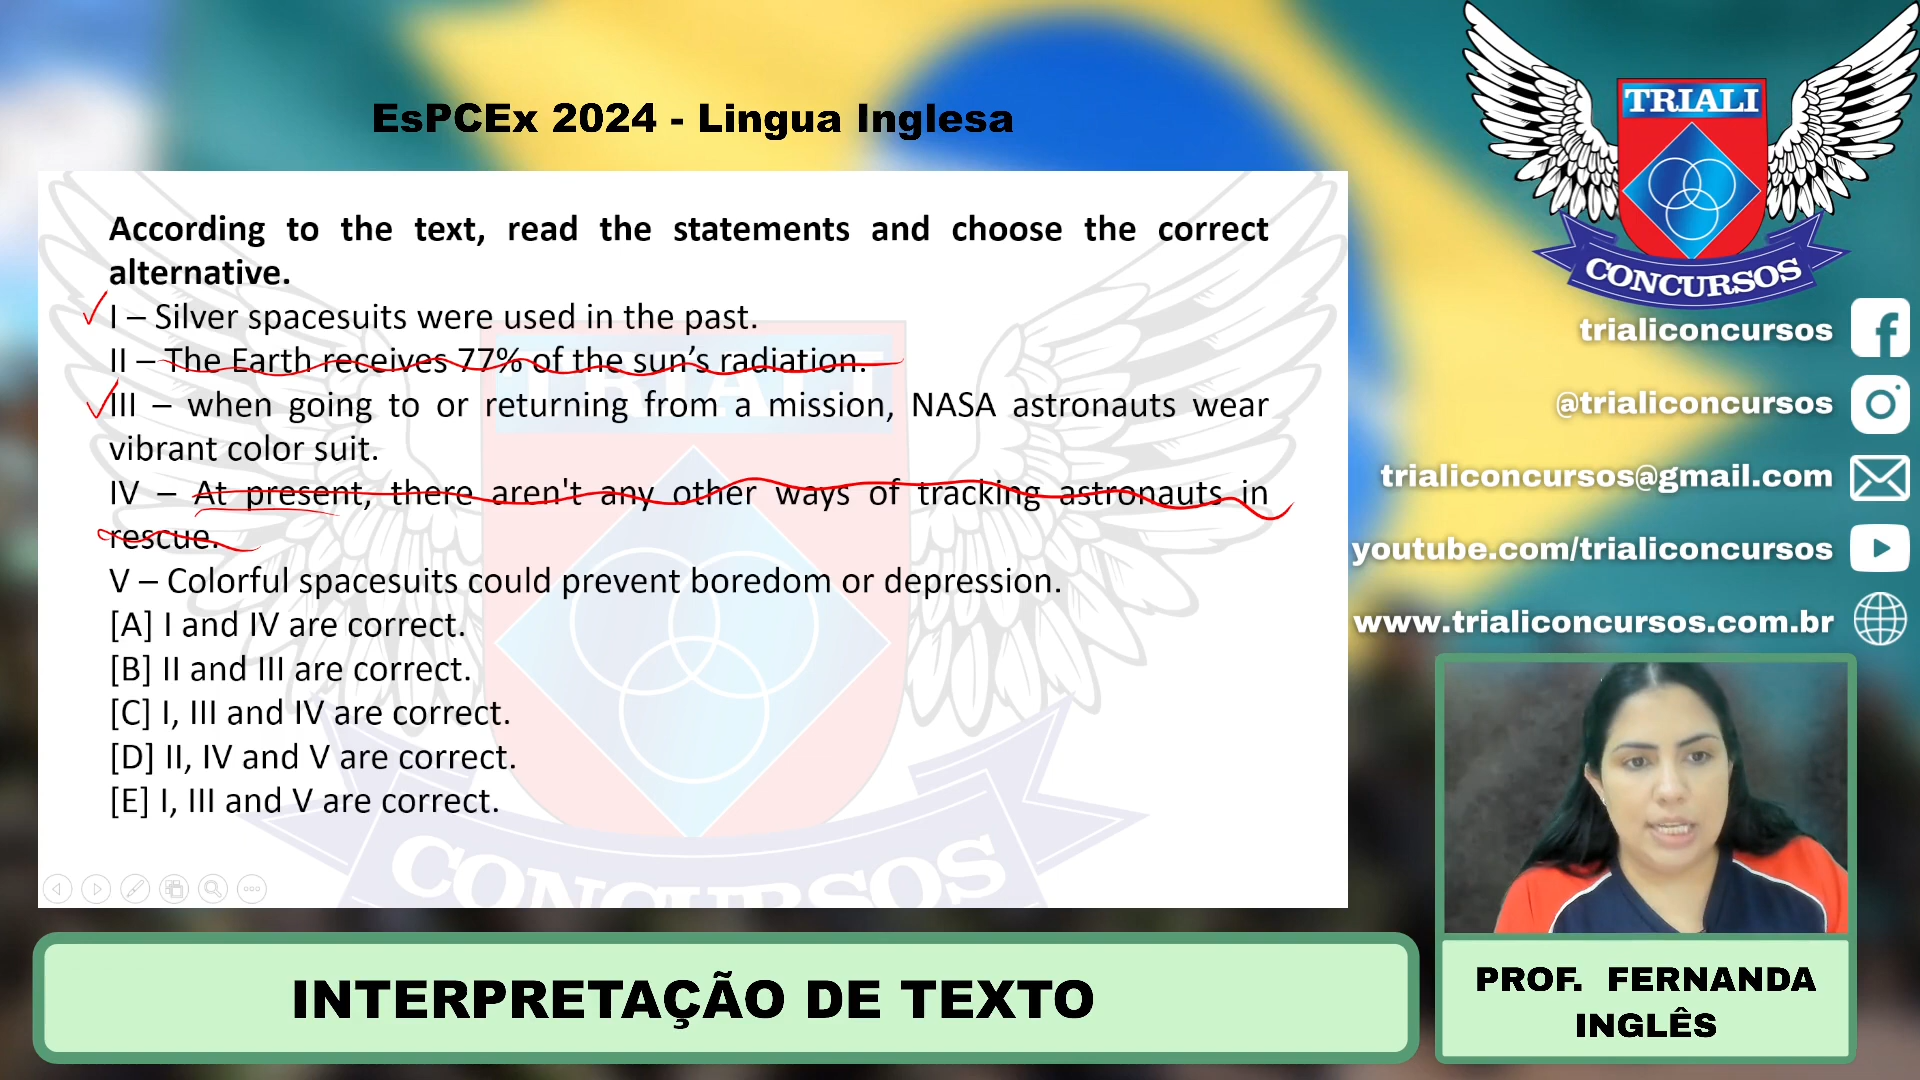 EsPCEx 2024 - Lingua Inglesa
TRIALI
CONCURSOS
According to the text, read the statements and choose the correct
alternative.
I – Silver spacesuits were used in the past.
II – The Earth receives 77% of the sun’s radiation.
III – when going to or returning from a mission, NASA astronauts wear
vibrant color suit.
IV – At present, there aren't any other ways of tracking astronauts in
rescue.
V – Colorful spacesuits could prevent boredom or depression.
[A] I and IV are correct.
[B] II and III are correct.
[C] I, III and IV are correct.
[D] II, IV and V are correct.
[E] I, III and V are correct.
TRIALI
CONCURSOS
trialiconcursos
@trialiconcursos
trialiconcursos@gmail.com
youtube.com/trialiconcursos
www.trialiconcursos.com.br
INTERPRETAÇÃO DE TEXTO
PROF. FERNANDA
INGLÊS